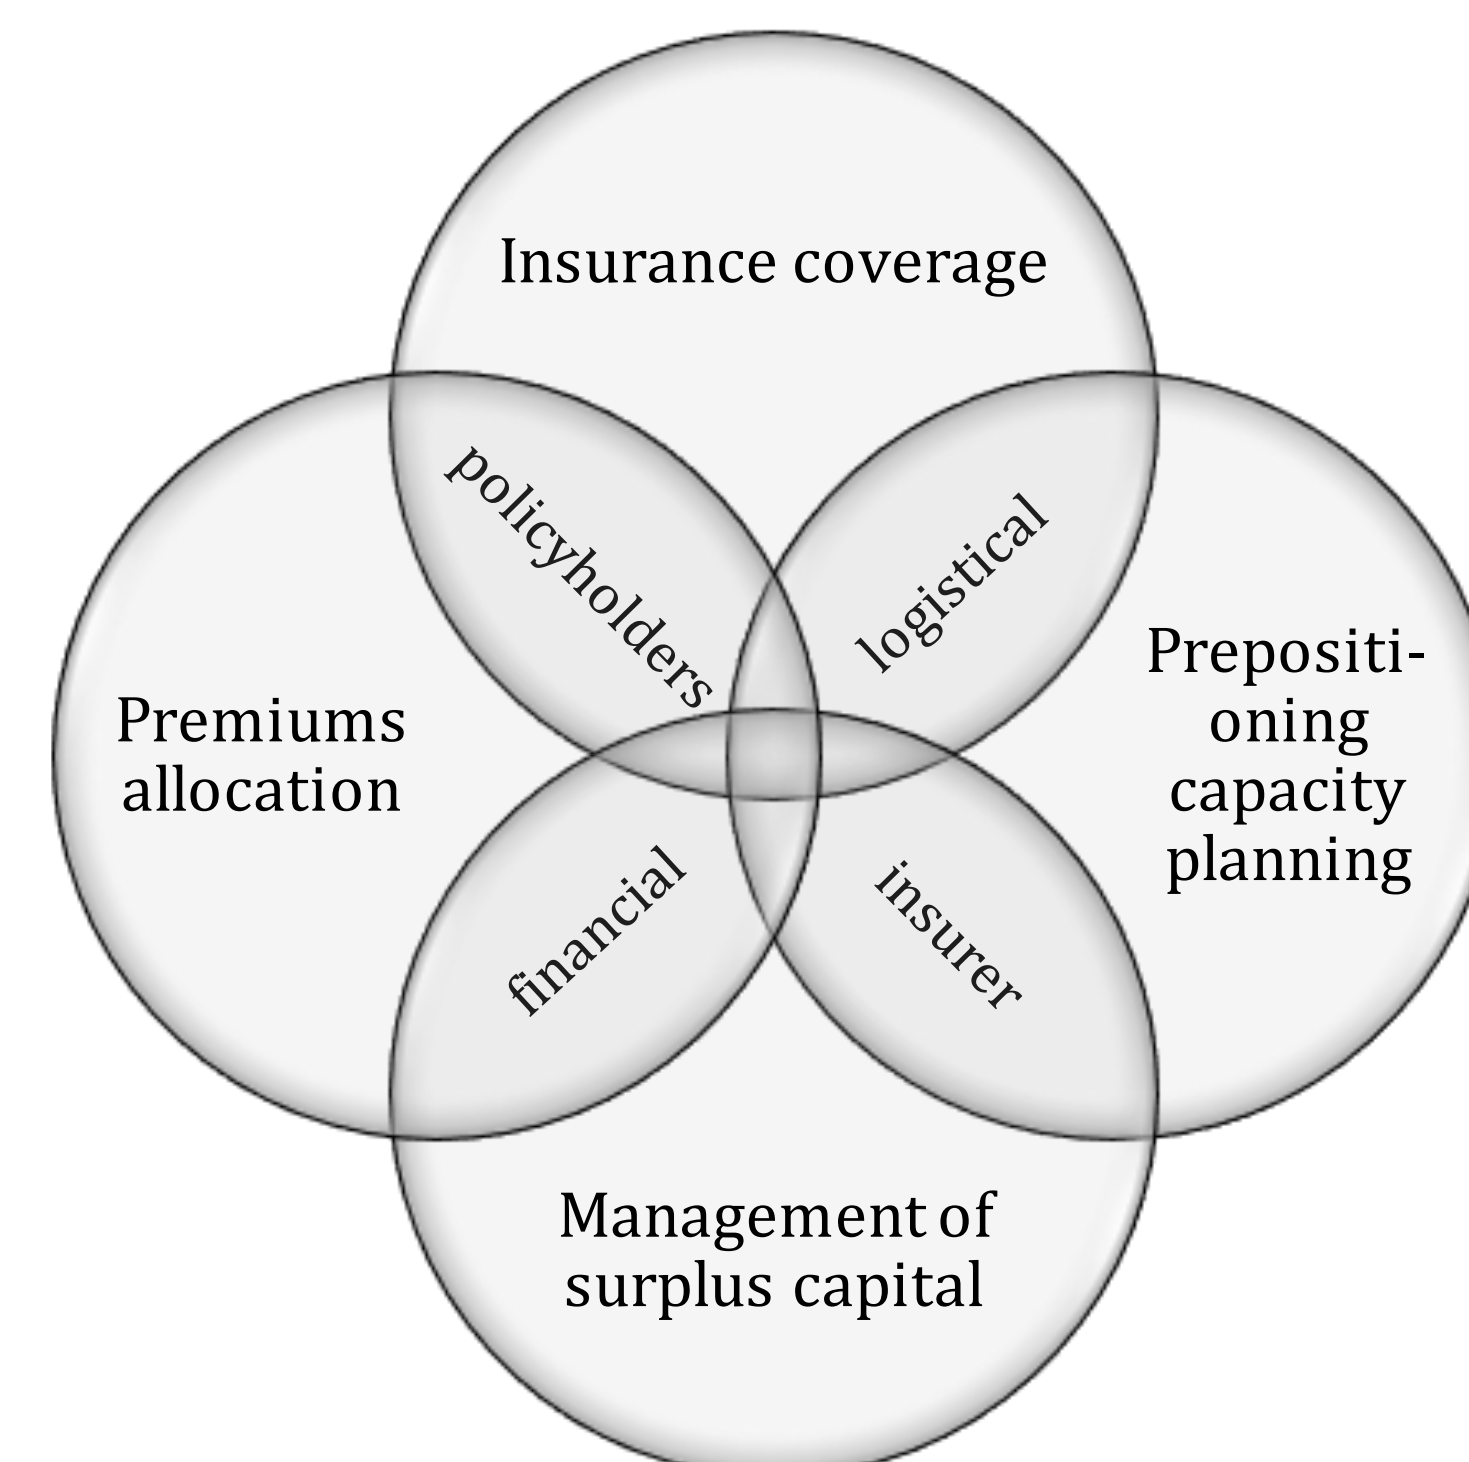 Insurance coverage
policyholders
logistical
Premiums
allocation
Prepositi-
oning
capacity
planning
financial
insurer
Management of
surplus capital